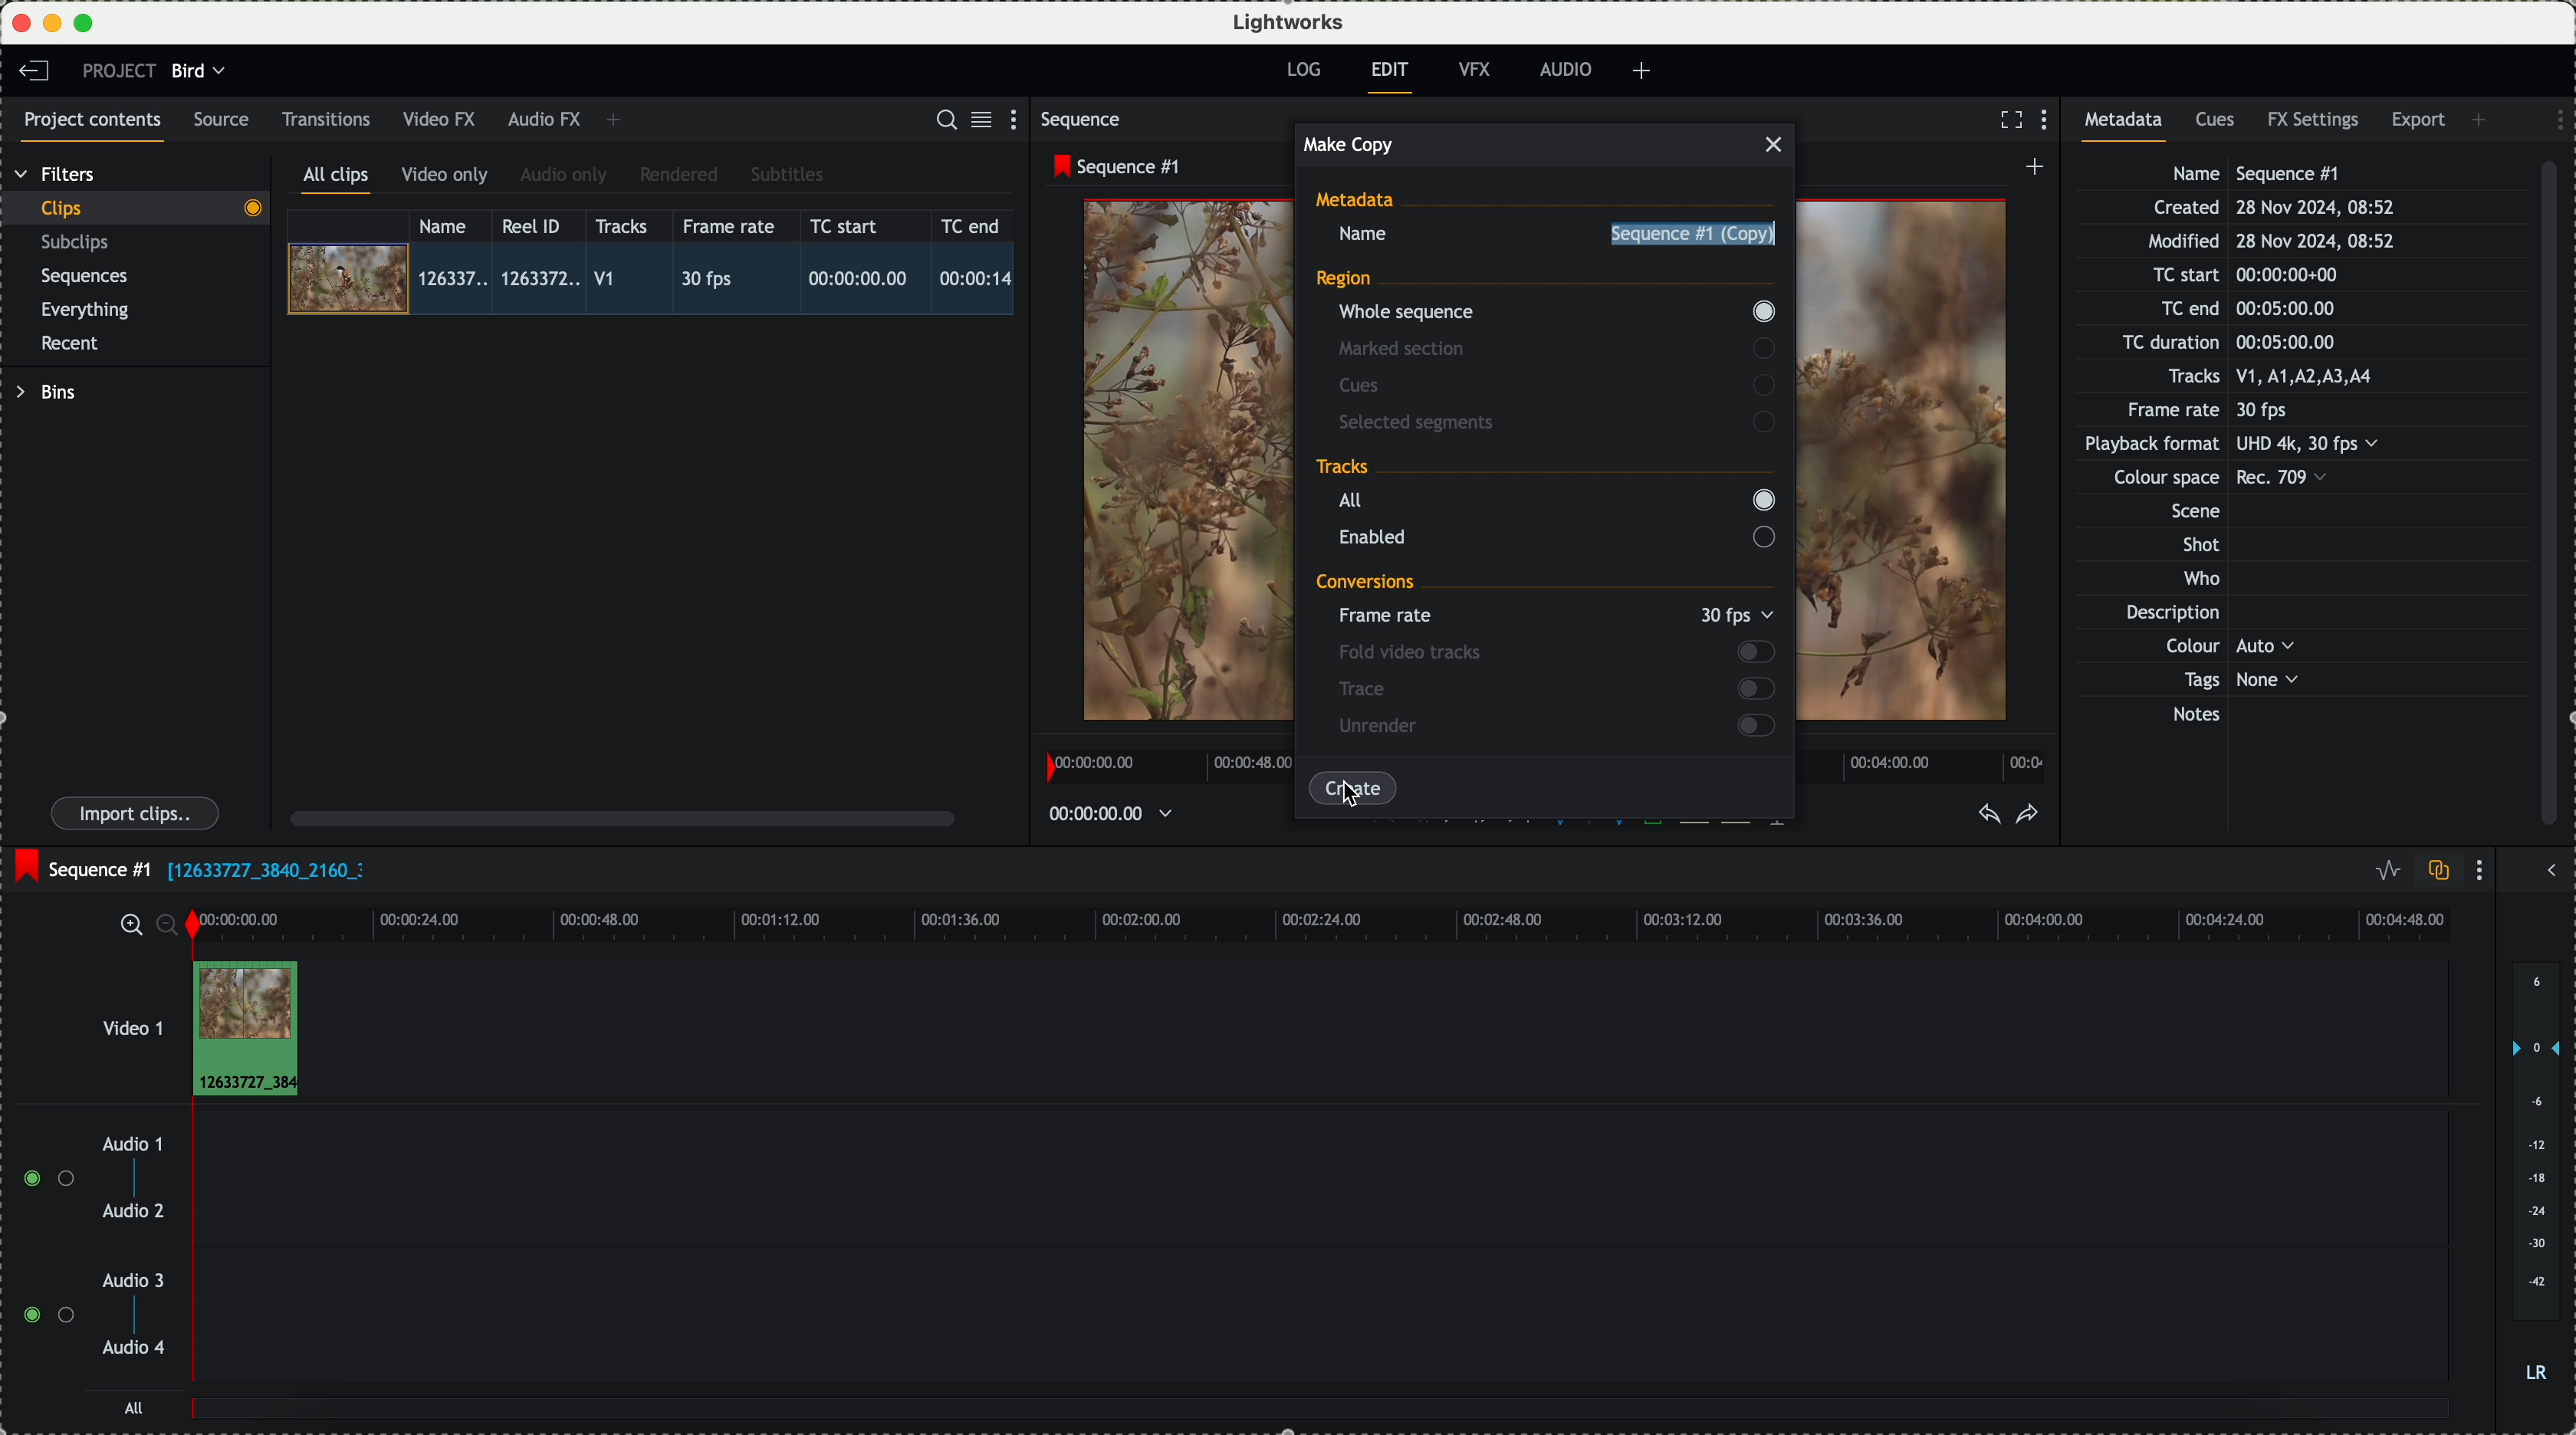 Lightworks
PROJECT Bird
LOG EDIT VFX AUDIO +
Project contents Source Transitions Video FX Audio FX +
Filters
Clips
Subclips
Sequences
Everything
Recent
Bins
Import clips..
All clips Video only Audio only Rendered Subtitles
Name Reel ID Tracks Frame rate TC start TC end
126337.. 1263372.. V1 30 fps 00:00:00.00 00:00:14
Sequence
Sequence #1
00:00:00.00 00:00:48.00 00:04:00.00
00:00:00.00
Make Copy
Metadata
Name Sequence #1 (Copy)
Region
Whole sequence
Marked section
Cues
Selected segments
Tracks
All
Enabled
Conversions
Frame rate 30 fps
Fold video tracks
Trace
Unrender
Create
Metadata Cues FX Settings Export +
Name Sequence #1
Created 28 Nov 2024, 08:52
Modified 28 Nov 2024, 08:52
TC start 00:00:00+00
TC end 00:05:00.00
TC duration 00:05:00.00
Tracks V1, A1,A2,A3,A4
Frame rate 30 fps
Playback format UHD 4k, 30 fps
Colour space Rec. 709
Scene
Shot
Who
Description
Colour Auto
Tags None
Notes
Sequence #1 [12633727_3840_2160_3
00:00:00.00 00:00:24.00 00:00:48.00 00:01:12.00 00:01:36.00 00:02:00.00 00:02:24.00 00:02:48.00 00:03:12.00 00:03:36.00 00:04:00.00 00:04:24.00 00:04:48.00
Video 1
12633727_384
Audio 1
Audio 2
Audio 3
Audio 4
All
6
0
-6
-12
-18
-24
-30
-42
LR